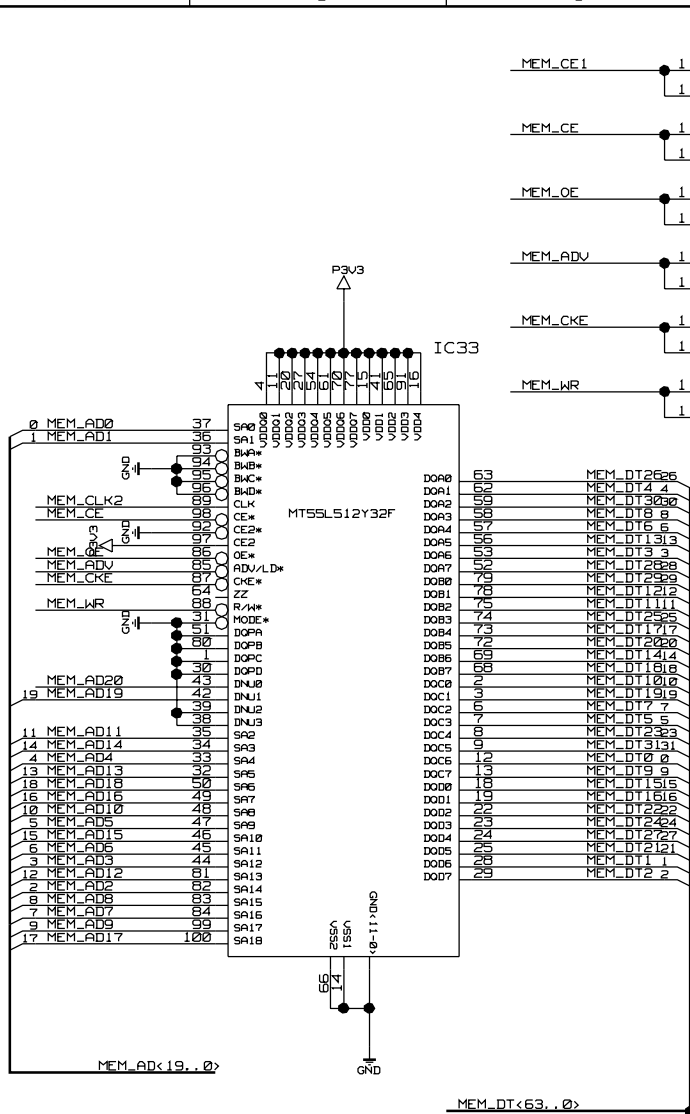 MEM_CE1 1
1
MEM_CE 1
1
MEM_OE 1
1
MEM_ADV 1
1
MEM_CKE 1
1
MEM_WR 1
1
P3V3
IC33
4 11 20 27 54 61 70 77 15 41 65 91 16
VDDQ0 VDDQ1 VDDQ2 VDDQ3 VDDQ4 VDDQ5 VDDQ6 VDDQ7 VDD0 VDD1 VDD2 VDD3 VDD4
MT55L512Y32F
0 MEM_AD0 37 SA0
1 MEM_AD1 36 SA1
93 BWA*
GND 94 BWB*
95 BWC*
96 BWD*
MEM_CLK2 89 CLK
MEM_CE 98 CE*
GND 92 CE2*
P3V3 97 CE2
MEM_OE 86 OE*
MEM_ADV 85 ADV/LD*
MEM_CKE 87 CKE*
64 ZZ
MEM_WR 88 R/W*
GND 31 MODE*
51 DQPA
80 DQPB
1 DQPC
30 DQPD
MEM_AD20 43 DNU0
19 MEM_AD19 42 DNU1
39 DNU2
38 DNU3
11 MEM_AD11 35 SA2
14 MEM_AD14 34 SA3
4 MEM_AD4 33 SA4
13 MEM_AD13 32 SA5
18 MEM_AD18 50 SA6
16 MEM_AD16 49 SA7
10 MEM_AD10 48 SA8
5 MEM_AD5 47 SA9
15 MEM_AD15 46 SA10
6 MEM_AD6 45 SA11
3 MEM_AD3 44 SA12
12 MEM_AD12 81 SA13
2 MEM_AD2 82 SA14
8 MEM_AD8 83 SA15
7 MEM_AD7 84 SA16
9 MEM_AD9 99 SA17
17 MEM_AD17 100 SA18
DQA0 63 MEM_DT26 26
DQA1 62 MEM_DT4 4
DQA2 59 MEM_DT30 30
DQA3 58 MEM_DT8 8
DQA4 57 MEM_DT6 6
DQA5 56 MEM_DT13 13
DQA6 53 MEM_DT3 3
DQA7 52 MEM_DT28 28
DQB0 79 MEM_DT29 29
DQB1 78 MEM_DT12 12
DQB2 75 MEM_DT11 11
DQB3 74 MEM_DT25 25
DQB4 73 MEM_DT17 17
DQB5 72 MEM_DT20 20
DQB6 69 MEM_DT14 14
DQB7 68 MEM_DT18 18
DQC0 2 MEM_DT10 10
DQC1 3 MEM_DT19 19
DQC2 6 MEM_DT7 7
DQC3 7 MEM_DT5 5
DQC4 8 MEM_DT23 23
DQC5 9 MEM_DT31 31
DQC6 12 MEM_DT0 0
DQC7 13 MEM_DT9 9
DQD0 18 MEM_DT15 15
DQD1 19 MEM_DT16 16
DQD2 22 MEM_DT22 22
DQD3 23 MEM_DT24 24
DQD4 24 MEM_DT27 27
DQD5 25 MEM_DT21 21
DQD6 28 MEM_DT1 1
DQD7 29 MEM_DT2 2
VSS2 VSS1 GND<11-0>
66 14
GND
MEM_AD<19..0>
MEM_DT<63..0>